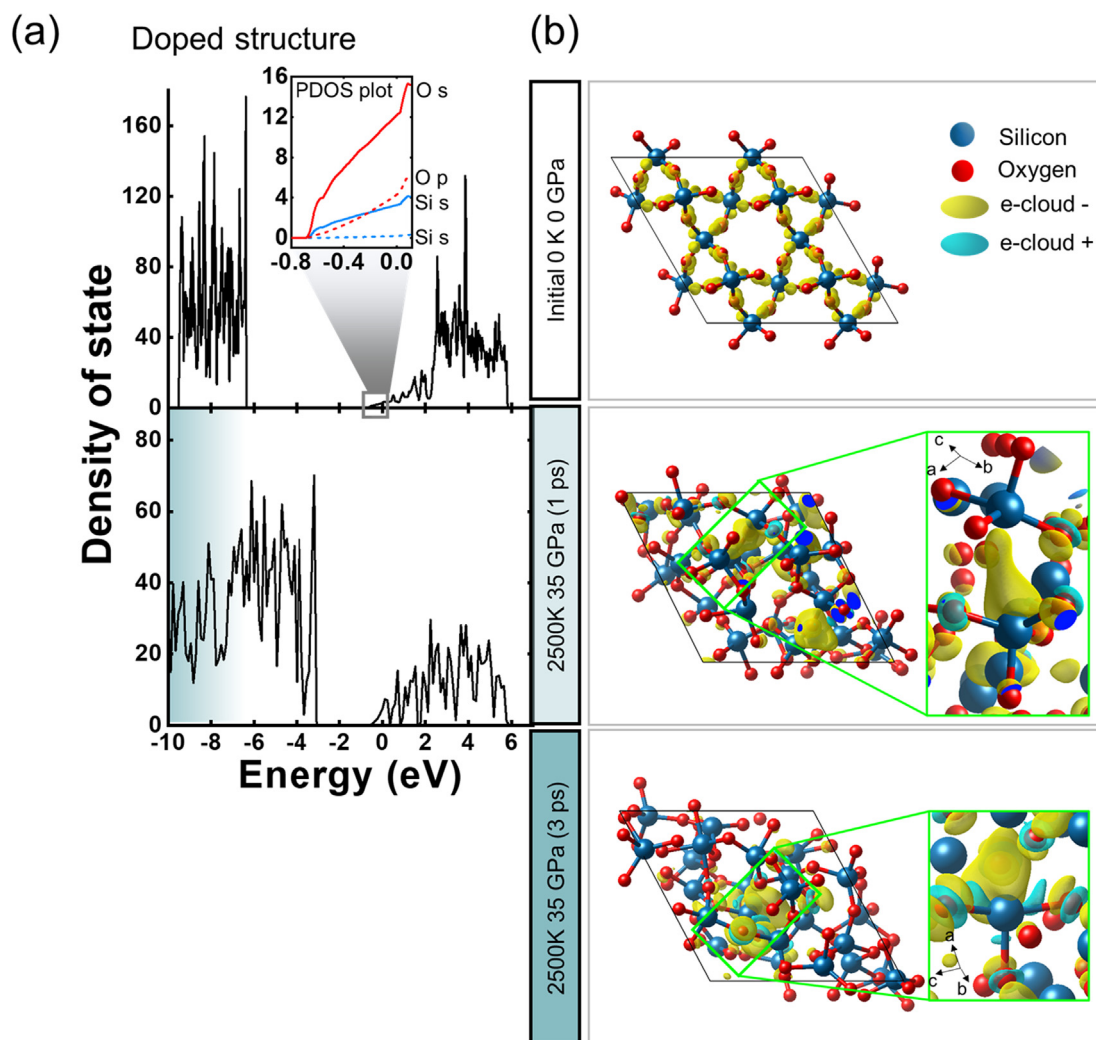 (a)
Doped structure
Density of state
160
120
80
40
0
PDOS plot
16
12
8
4
0
-0.8
-0.4
0.0
O s
O p
Si s
Si s
80
60
40
20
0
-10
-8
-6
-4
-2
0
2
4
6
Energy (eV)
(b)
Initial 0 K 0 GPa
Silicon
Oxygen
e-cloud -
e-cloud +
2500K 35 GPa (1 ps)
c
a
b
2500K 35 GPa (3 ps)
a
c
b